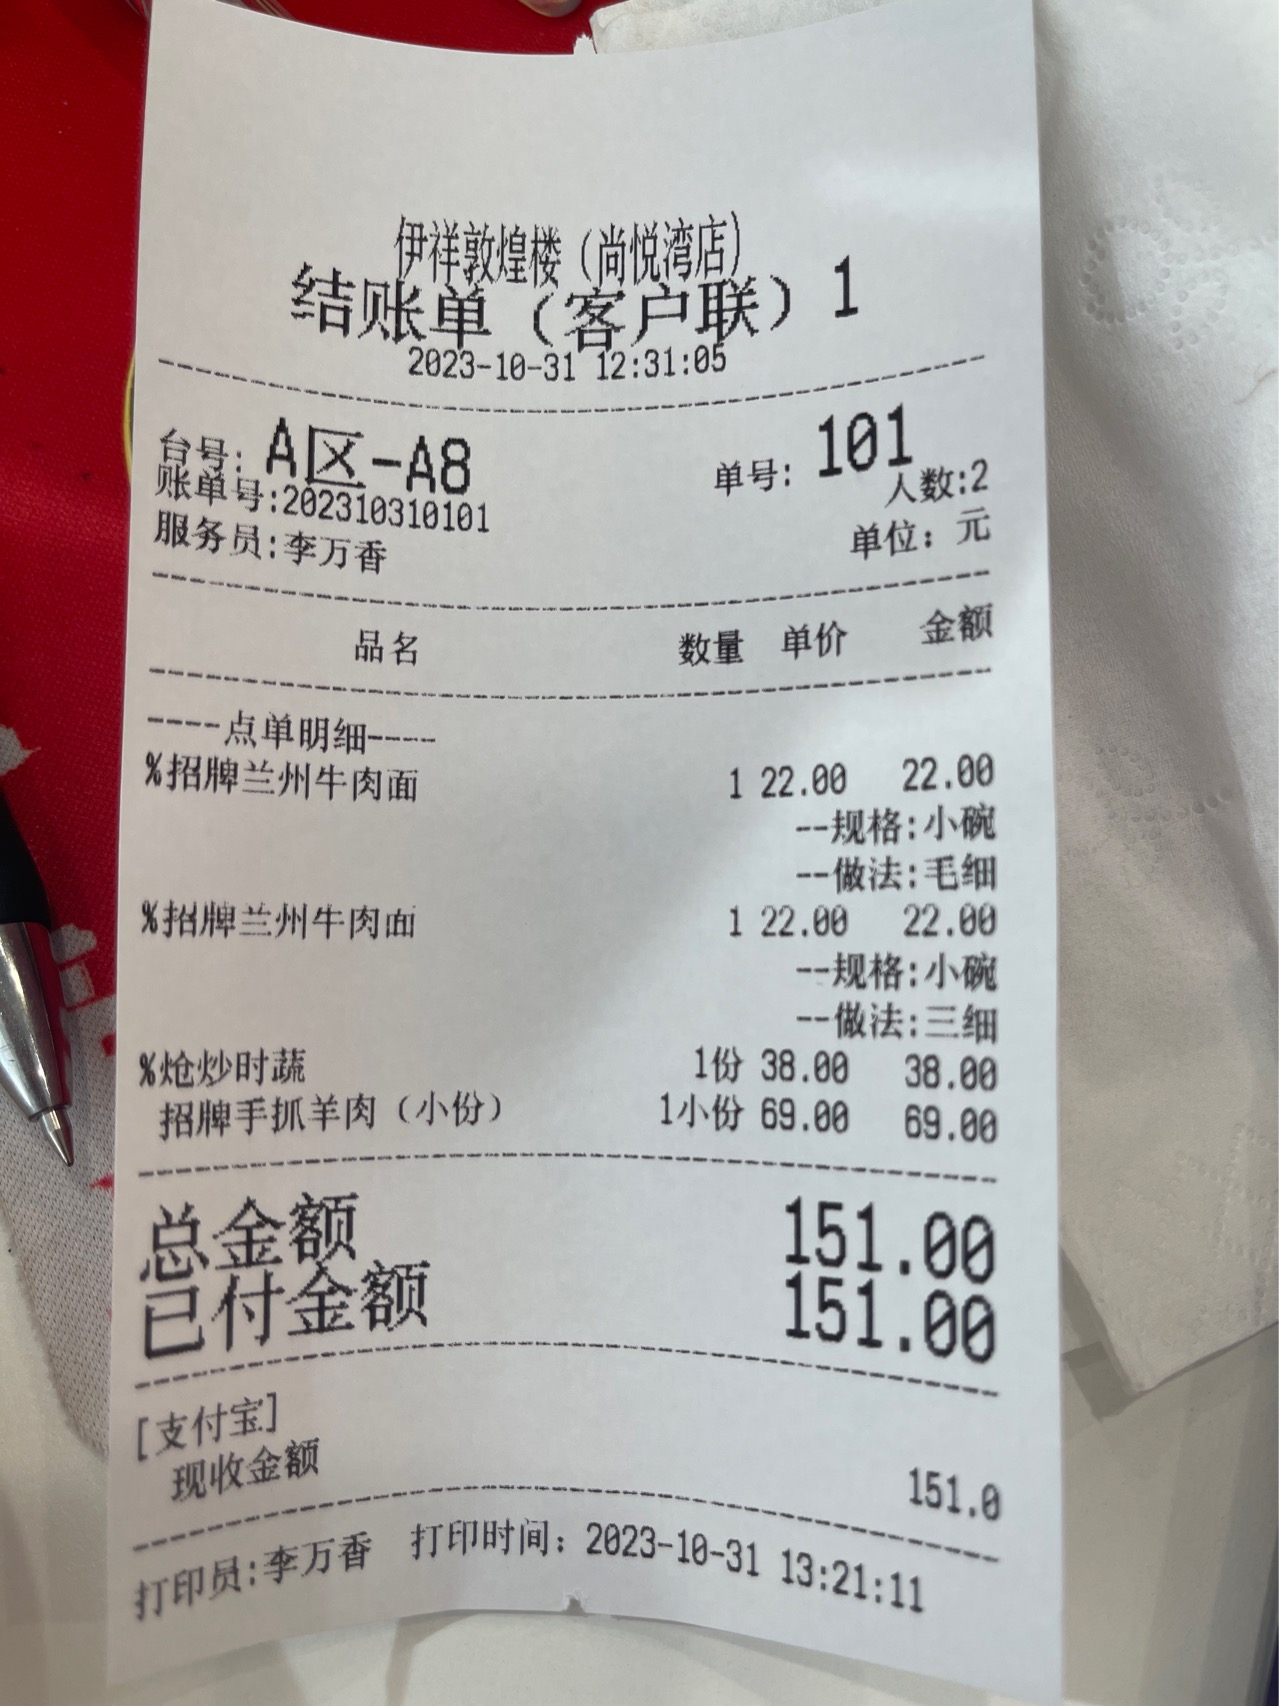 伊祥敦煌楼（尚悦湾店）
结账单（客户联）1
2023-10-31 12:31:05
台号: A区-A8 单号: 101
账单号:202310310101 人数:2
服务员:李万香 单位: 元
品名 数量 单价 金额
----点单明细----
%招牌兰州牛肉面 1 22.00 22.00
--规格:小碗
--做法:毛细
%招牌兰州牛肉面 1 22.00 22.00
--规格:小碗
--做法:三细
%炝炒时蔬 1份 38.00 38.00
招牌手抓羊肉（小份） 1小份 69.00 69.00
总金额 151.00
已付金额 151.00
[支付宝]
现收金额 151.0
打印员:李万香 打印时间: 2023-10-31 13:21:11